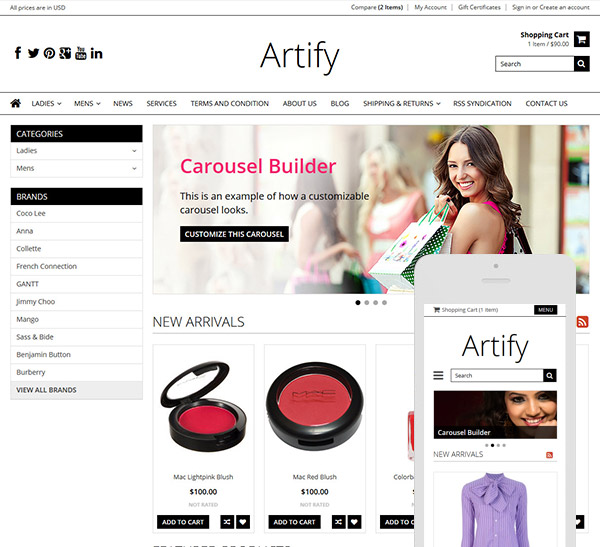 All prices are in USD
Compare (2 Items) | My Account | Gift Certificates | Sign in or Create an account
Shopping Cart
1 Item / $90.00
Artify
Search
LADIES MENS NEWS SERVICES TERMS AND CONDITION ABOUT US BLOG SHIPPING & RETURNS RSS SYNDICATION CONTACT US
CATEGORIES
Ladies
Mens
BRANDS
Coco Lee
Anna
Collette
French Connection
GANTT
Jimmy Choo
Mango
Sass & Bide
Benjamin Button
Burberry
VIEW ALL BRANDS
Carousel Builder
This is an example of how a customizable
carousel looks.
CUSTOMIZE THIS CAROUSEL
NEW ARRIVALS
Mac Lightpink Blush
$100.00
NOT RATED
ADD TO CART
MAC
Mac Red Blush
$100.00
NOT RATED
ADD TO CART
Colorba
ADD TO
Shopping Cart (1 Item)
MENU
Artify
Search
Carousel Builder
NEW ARRIVALS